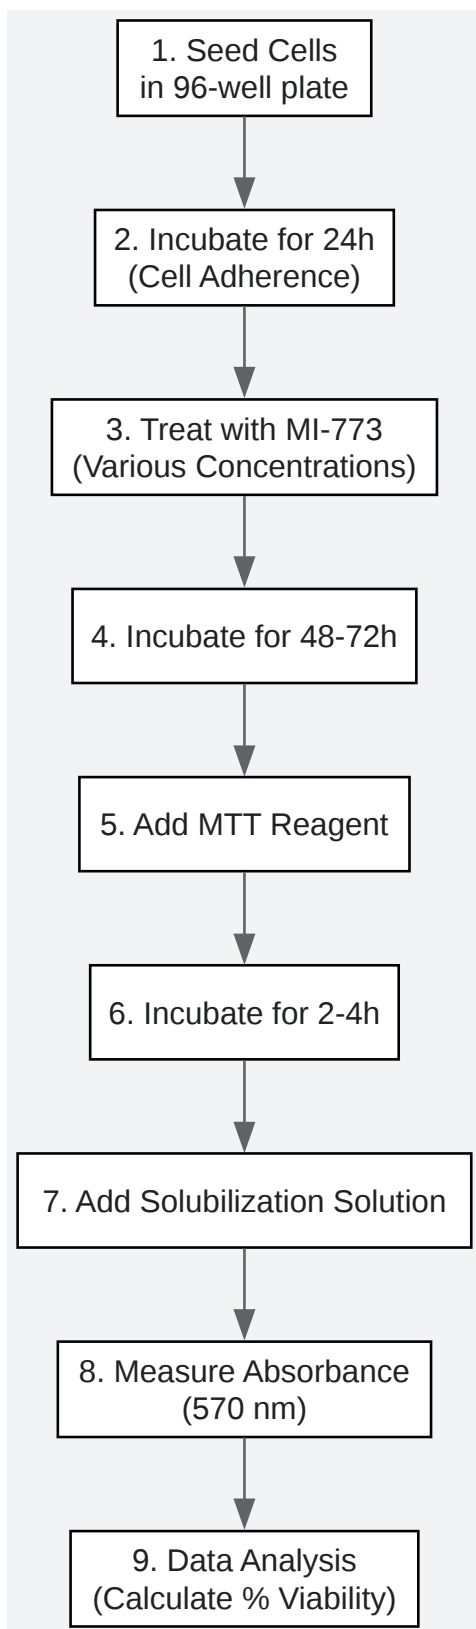 1. Seed Cells
in 96-well plate
2. Incubate for 24h
(Cell Adherence)
3. Treat with MI-773
(Various Concentrations)
4. Incubate for 48-72h
5. Add MTT Reagent
6. Incubate for 2-4h
7. Add Solubilization Solution
8. Measure Absorbance
(570 nm)
9. Data Analysis
(Calculate % Viability)